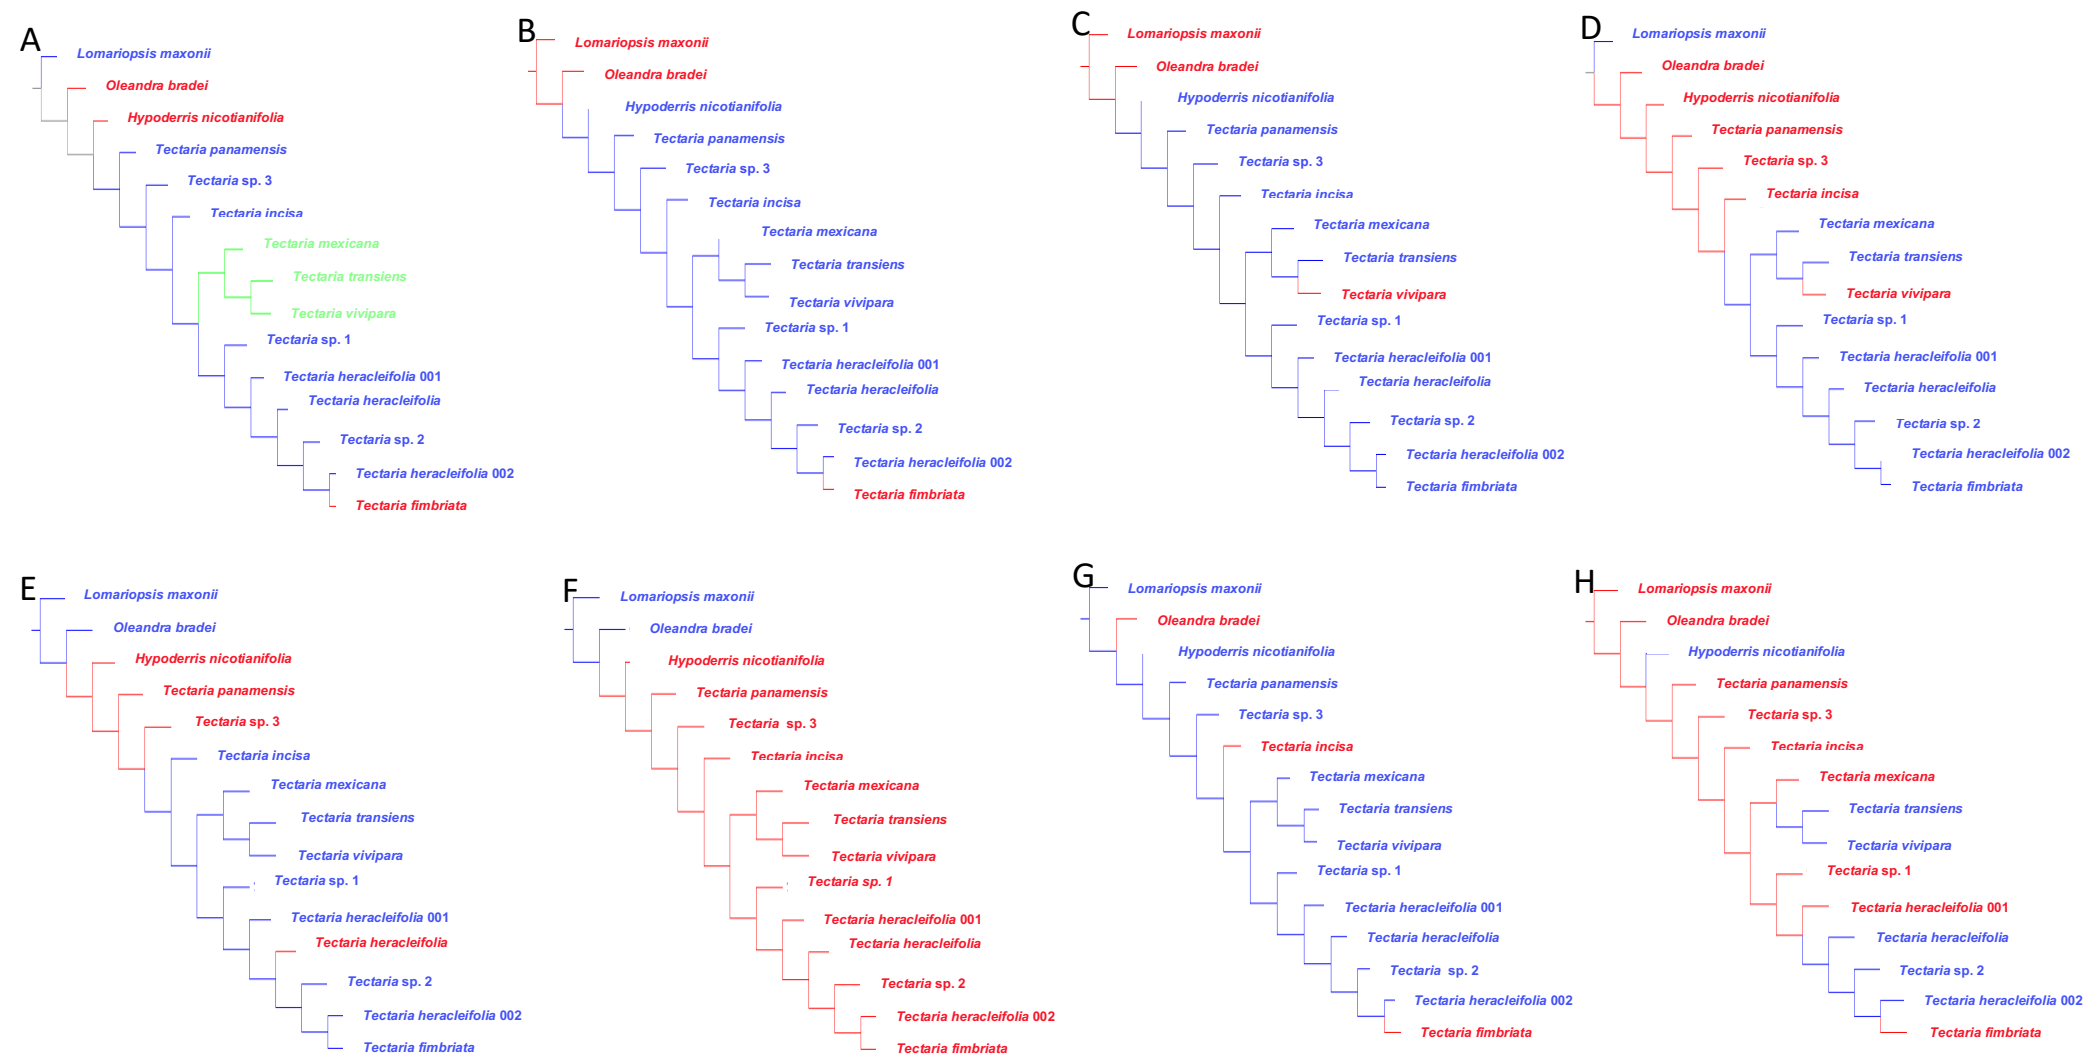 A
Lomariopsis maxonii
Oleandra bradei
Hypoderris nicotianifolia
Tectaria panamensis
Tectaria sp. 3
Tectaria incisa
Tectaria mexicana
Tectaria transiens
Tectaria vivipara
Tectaria sp. 1
Tectaria heracleifolia 001
Tectaria heracleifolia
Tectaria sp. 2
Tectaria heracleifolia 002
Tectaria fimbriata
B
Lomariopsis maxonii
Oleandra bradei
Hypoderris nicotianifolia
Tectaria panamensis
Tectaria sp. 3
Tectaria incisa
Tectaria mexicana
Tectaria transiens
Tectaria vivipara
Tectaria sp. 1
Tectaria heracleifolia 001
Tectaria heracleifolia
Tectaria sp. 2
Tectaria heracleifolia 002
Tectaria fimbriata
C
Lomariopsis maxonii
Oleandra bradei
Hypoderris nicotianifolia
Tectaria panamensis
Tectaria sp. 3
Tectaria incisa
Tectaria mexicana
Tectaria transiens
Tectaria vivipara
Tectaria sp. 1
Tectaria heracleifolia 001
Tectaria heracleifolia
Tectaria sp. 2
Tectaria heracleifolia 002
Tectaria fimbriata
D
Lomariopsis maxonii
Oleandra bradei
Hypoderris nicotianifolia
Tectaria panamensis
Tectaria sp. 3
Tectaria incisa
Tectaria mexicana
Tectaria transiens
Tectaria vivipara
Tectaria sp. 1
Tectaria heracleifolia 001
Tectaria heracleifolia
Tectaria sp. 2
Tectaria heracleifolia 002
Tectaria fimbriata
E
Lomariopsis maxonii
Oleandra bradei
Hypoderris nicotianifolia
Tectaria panamensis
Tectaria sp. 3
Tectaria incisa
Tectaria mexicana
Tectaria transiens
Tectaria vivipara
Tectaria sp. 1
Tectaria heracleifolia 001
Tectaria heracleifolia
Tectaria sp. 2
Tectaria heracleifolia 002
Tectaria fimbriata
F
Lomariopsis maxonii
Oleandra bradei
Hypoderris nicotianifolia
Tectaria panamensis
Tectaria sp. 3
Tectaria incisa
Tectaria mexicana
Tectaria transiens
Tectaria vivipara
Tectaria sp. 1
Tectaria heracleifolia 001
Tectaria heracleifolia
Tectaria sp. 2
Tectaria heracleifolia 002
Tectaria fimbriata
G
Lomariopsis maxonii
Oleandra bradei
Hypoderris nicotianifolia
Tectaria panamensis
Tectaria sp. 3
Tectaria incisa
Tectaria mexicana
Tectaria transiens
Tectaria vivipara
Tectaria sp. 1
Tectaria heracleifolia 001
Tectaria heracleifolia
Tectaria sp. 2
Tectaria heracleifolia 002
Tectaria fimbriata
H
Lomariopsis maxonii
Oleandra bradei
Hypoderris nicotianifolia
Tectaria panamensis
Tectaria sp. 3
Tectaria incisa
Tectaria mexicana
Tectaria transiens
Tectaria vivipara
Tectaria sp. 1
Tectaria heracleifolia 001
Tectaria heracleifolia
Tectaria sp. 2
Tectaria heracleifolia 002
Tectaria fimbriata